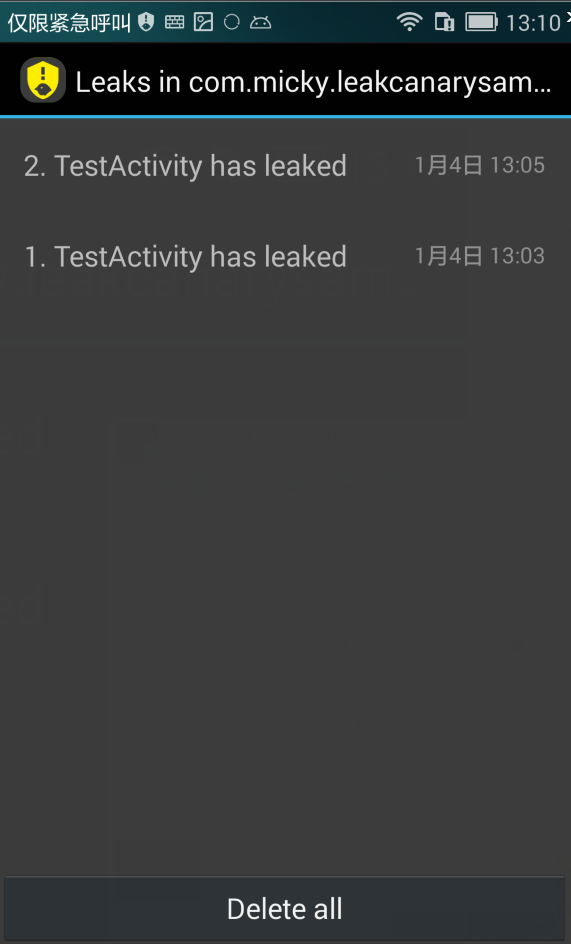 仅限紧急呼叫 13:10
Leaks in com.micky.leakcanarysam...
2. TestActivity has leaked 1月4日 13:05
1. TestActivity has leaked 1月4日 13:03
Delete all